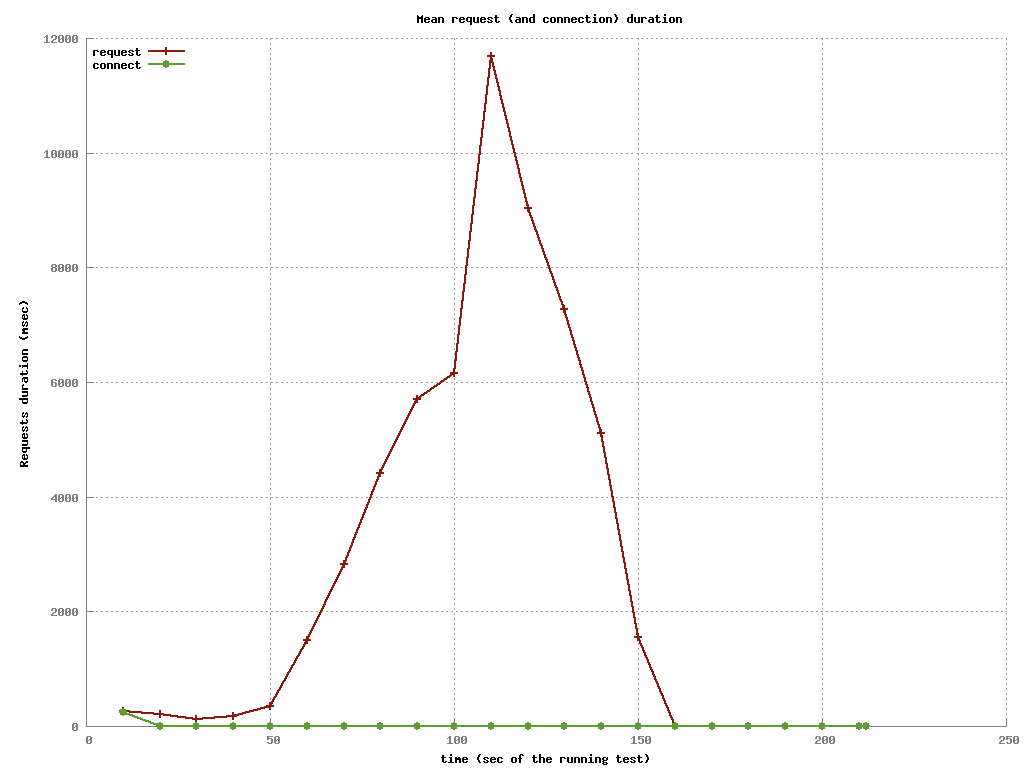 Mean request (and connection) duration
request
connect
12000
10000
8000
6000
4000
2000
0
Requests duration (msec)
0 50 100 150 200 250
time (sec of the running test)